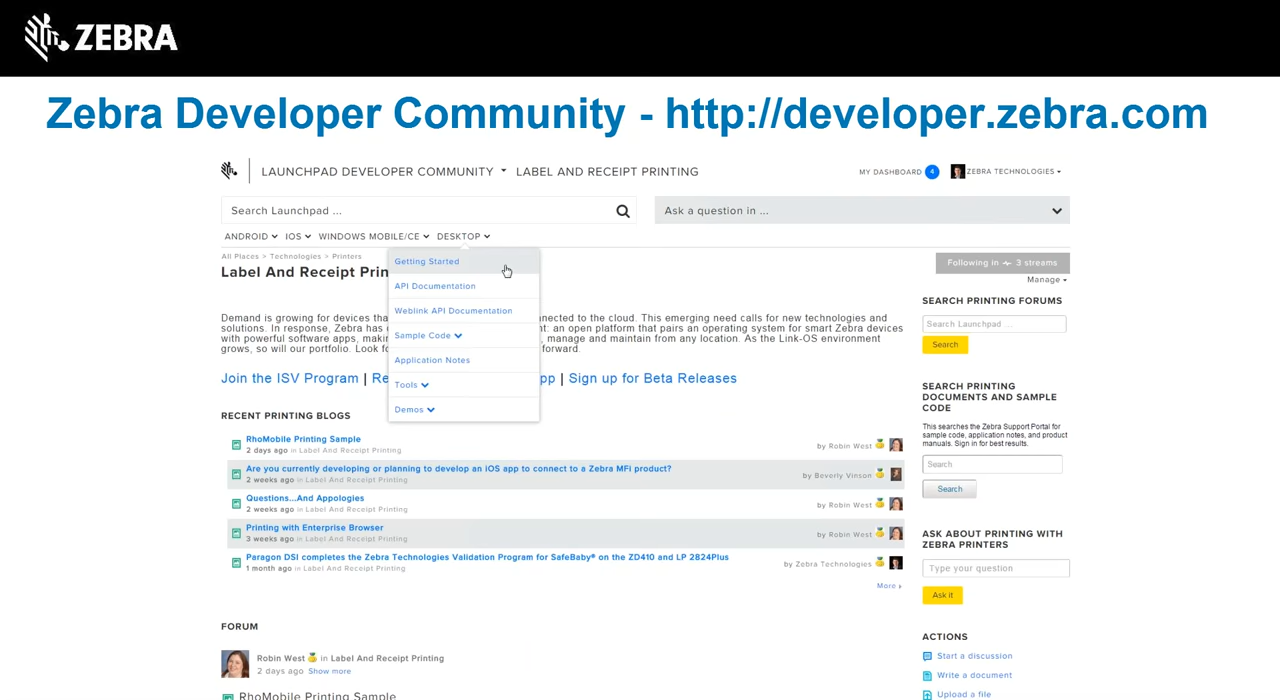 ZEBRA
Zebra Developer Community - http://developer.zebra.com
LAUNCHPAD DEVELOPER COMMUNITY LABEL AND RECEIPT PRINTING
MY DASHBOARD 4 ZEBRA TECHNOLOGIES
Search Launchpad ...
Ask a question in ...
ANDROID IOS WINDOWS MOBILE/CE DESKTOP
All Places > Technologies > Printers
Label And Receipt Prin
Getting Started
API Documentation
Weblink API Documentation
Sample Code
Application Notes
Tools
Demos
Following in 3 streams
Manage
Demand is growing for devices tha nnected to the cloud. This emerging need calls for new technologies and
solutions. In response, Zebra has nt: an open platform that pairs an operating system for smart Zebra devices
with powerful software apps, maki , manage and maintain from any location. As the Link-OS environment
grows, so will our portfolio. Look fo forward.
Join the ISV Program | Re pp | Sign up for Beta Releases
RECENT PRINTING BLOGS
RhoMobile Printing Sample
2 days ago in Label And Receipt Printing
by Robin West
Are you currently developing or planning to develop an iOS app to connect to a Zebra MFi product?
2 weeks ago in Label And Receipt Printing
by Beverly Vinson
Questions...And Appologies
2 weeks ago in Label And Receipt Printing
by Robin West
Printing with Enterprise Browser
3 weeks ago in Label And Receipt Printing
by Robin West
Paragon DSI completes the Zebra Technologies Validation Program for SafeBaby® on the ZD410 and LP 2824Plus
1 month ago in Label And Receipt Printing
by Zebra Technologies
More
FORUM
Robin West in Label And Receipt Printing
2 days ago Show more
RhoMobile Printing Sample
SEARCH PRINTING FORUMS
Search Launchpad ...
Search
SEARCH PRINTING
DOCUMENTS AND SAMPLE
CODE
This searches the Zebra Support Portal for
sample code, application notes, and product
manuals. Sign in for best results.
Search
Search
ASK ABOUT PRINTING WITH
ZEBRA PRINTERS
Type your question
Ask it
ACTIONS
Start a discussion
Write a document
Upload a file